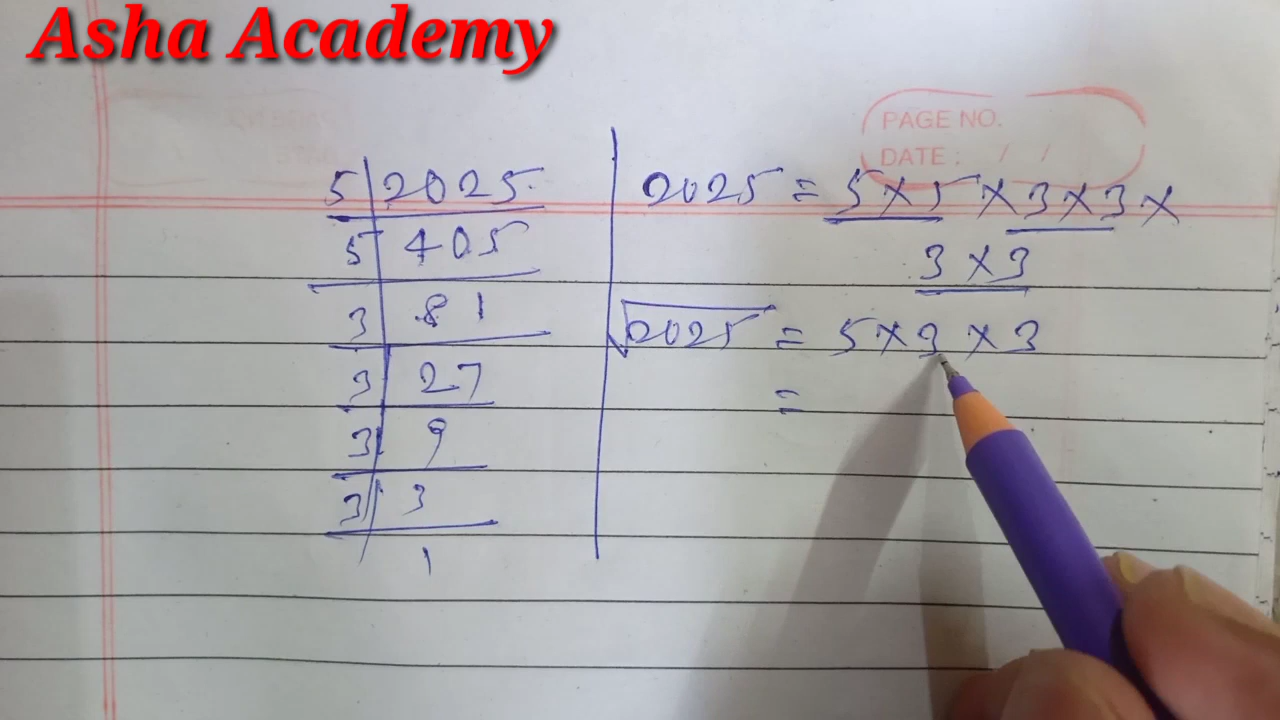 Asha Academy
PAGE NO.
DATE : / /
5 | 2025
5 | 405
3 | 81
3 | 27
3 | 9
3 | 3
1
2025 = 5×5×3×3×
3×3
√2025 = 5×3×3
=